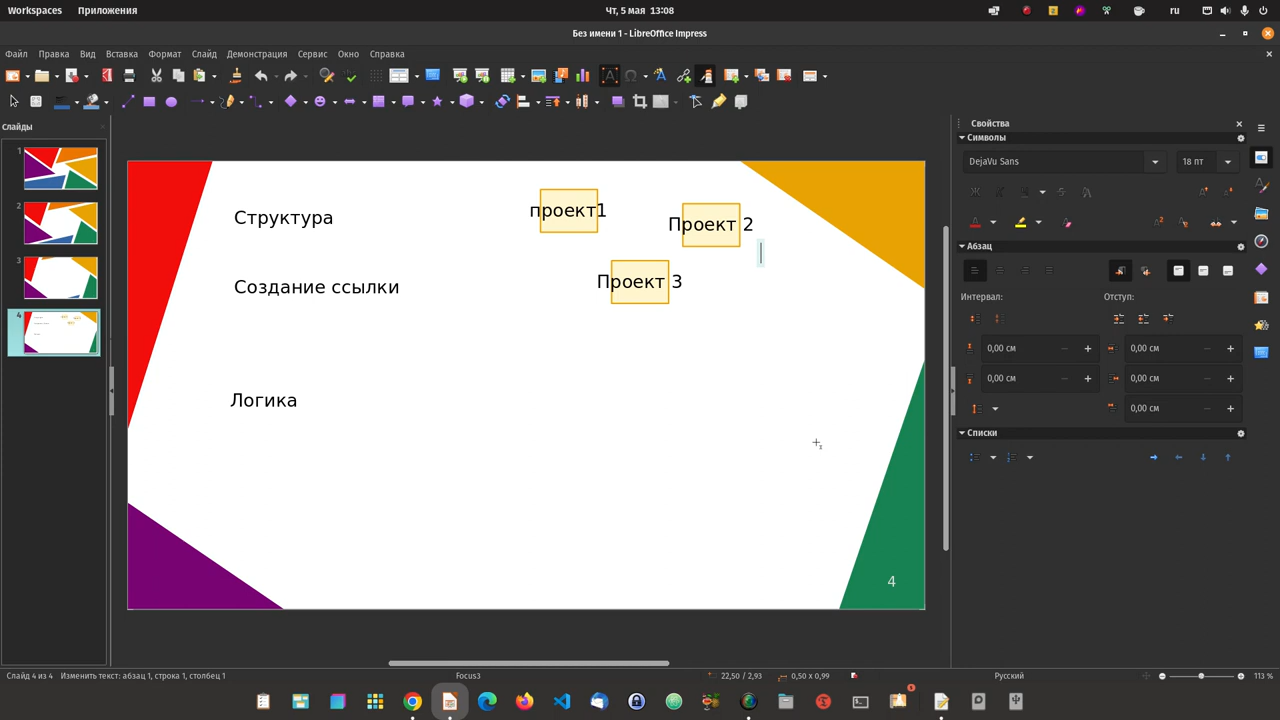 Workspaces
Приложения
Чт, 5 мая 13:08
ru
Без имени 1 - LibreOffice Impress
Файл Правка Вид Вставка Формат Слайд Демонстрация Сервис Окно Справка
Слайды
1
2
3
4
Структура
проект1
Проект 2
Создание ссылки
Проект 3
Логика
4
Свойства
Символы
DejaVu Sans
18 пт
Абзац
Интервал:
Отступ:
0,00 см
0,00 см
0,00 см
0,00 см
0,00 см
Списки
Слайд 4 из 4
Изменить текст: абзац 1, строка 1, столбец 1
Focus3
22,50 / 2,93
0,50 x 0,99
Русский
113 %